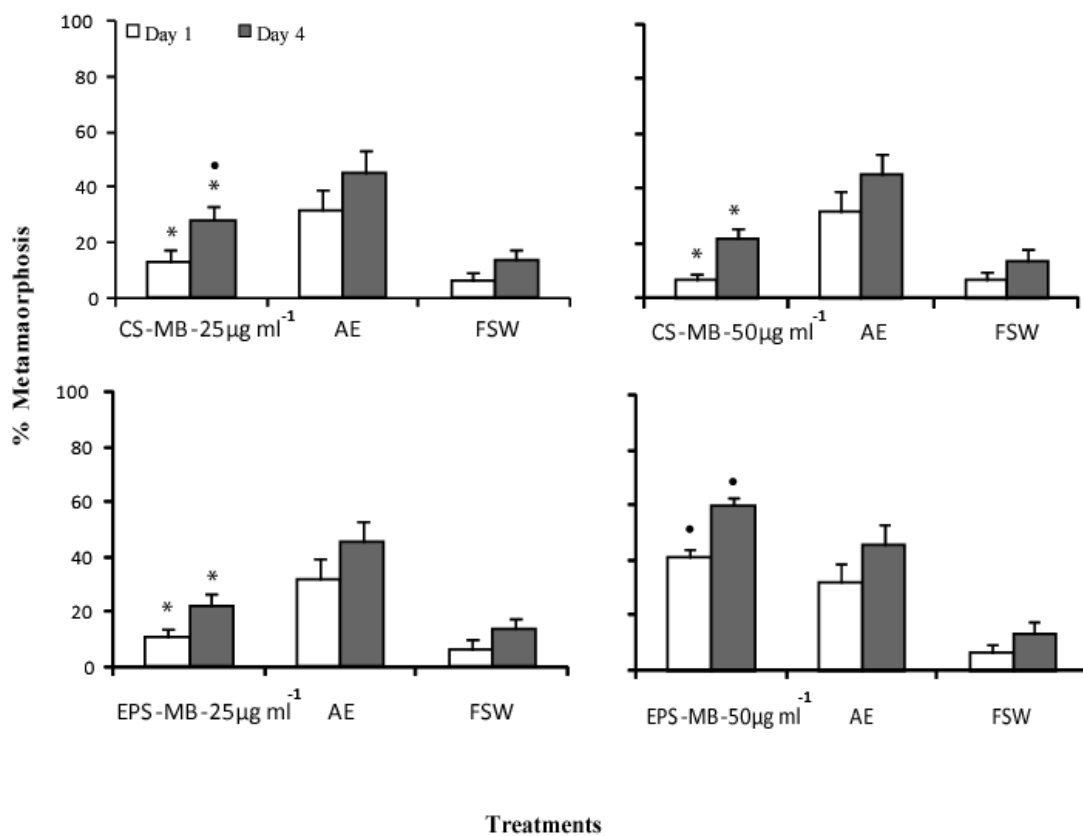 100
80
60
40
20
0
Day 1 Day 4
* * •
CS-MB-25µg ml-1 AE FSW
* *
CS-MB-50µg ml-1 AE FSW
% Metamaorphosis
100
80
60
40
20
0
* *
EPS-MB-25µg ml-1 AE FSW
• •
EPS-MB-50µg ml-1 AE FSW
Treatments